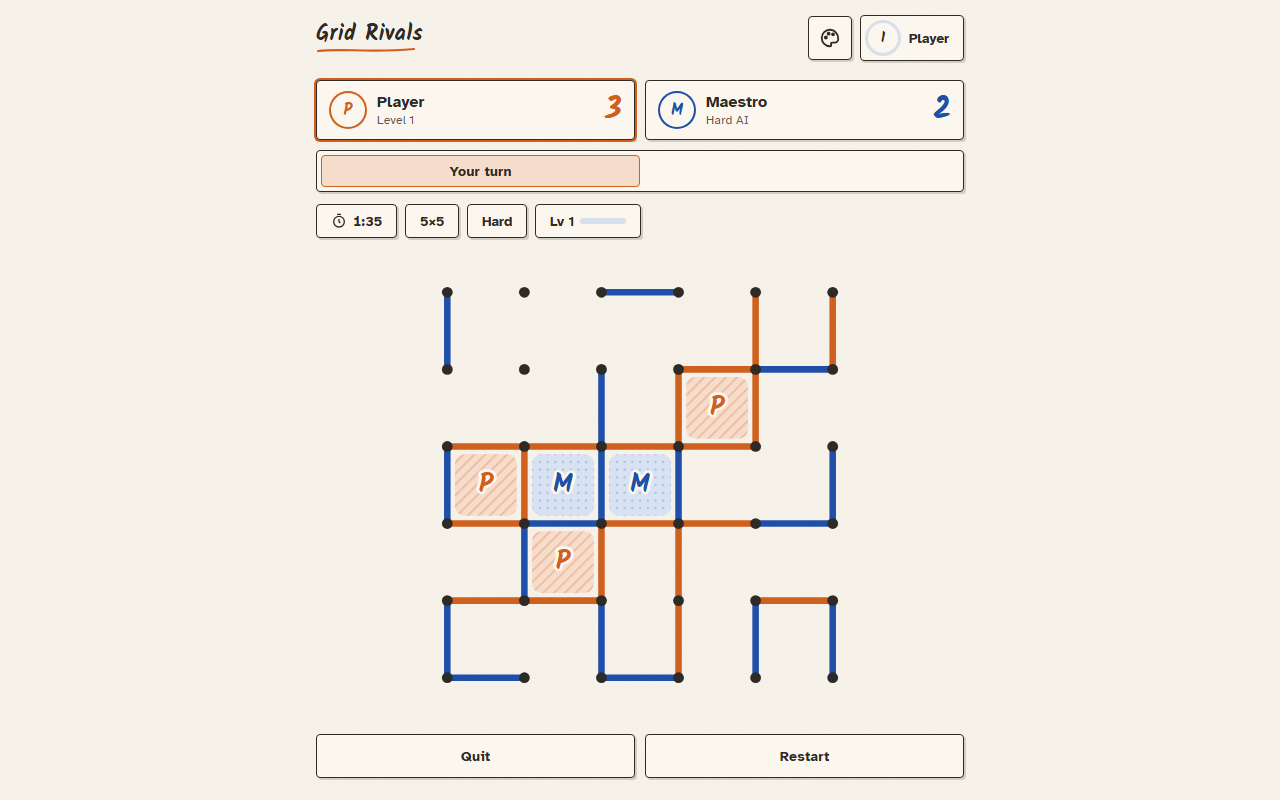 Grid Rivals
1 Player
P Player 3
Level 1
M Maestro 2
Hard AI
Your turn
1:35 5×5 Hard Lv 1
P
P M M
P
Quit Restart